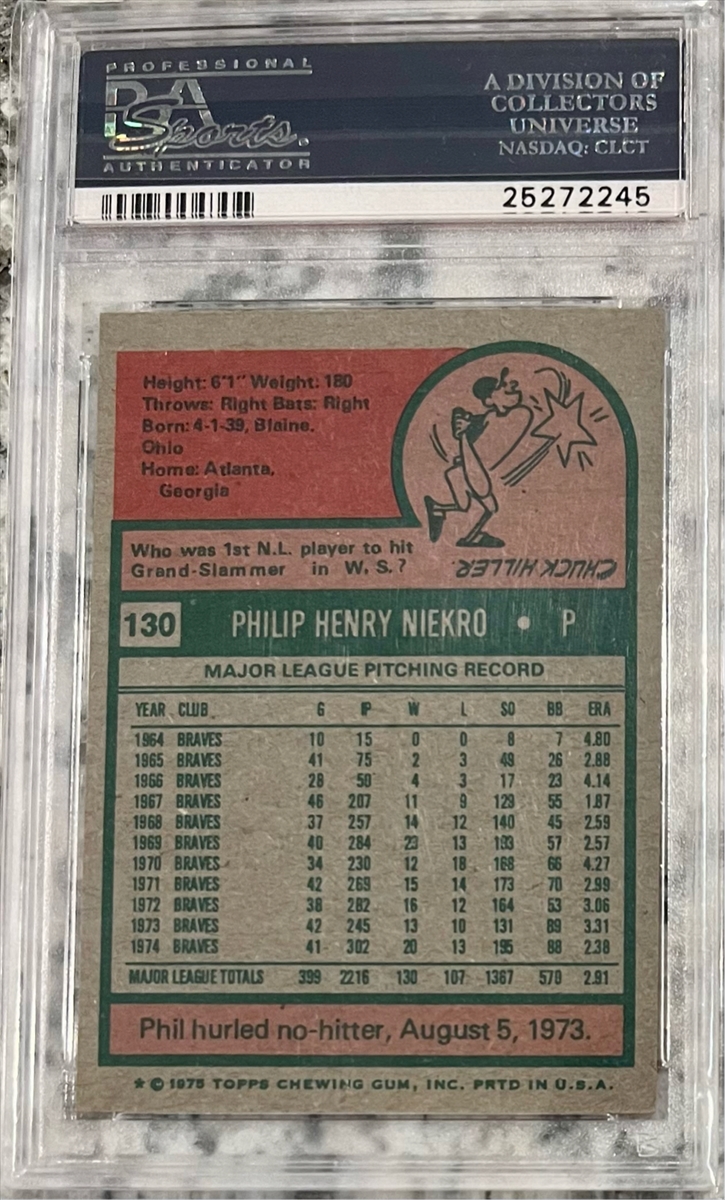 PROFESSIONAL
PSA
Sports.
AUTHENTICATOR
A DIVISION OF
COLLECTORS
UNIVERSE
NASDAQ: CLCT
25272245
Height: 6'1" Weight: 180
Throws: Right Bats: Right
Born: 4-1-39, Blaine,
Ohio
Home: Atlanta,
Georgia
Who was 1st N.L. player to hit
Grand-Slammer in W.S.?
CHUCK HILLER.
130 PHILIP HENRY NIEKRO • P
MAJOR LEAGUE PITCHING RECORD
YEAR CLUB G IP W L SO BB ERA
1964 BRAVES 10 15 0 0 8 7 4.80
1965 BRAVES 41 75 2 3 49 26 2.88
1966 BRAVES 28 50 4 3 17 23 4.14
1967 BRAVES 46 207 11 9 129 55 1.87
1968 BRAVES 37 257 14 12 140 45 2.59
1969 BRAVES 40 284 23 13 193 57 2.57
1970 BRAVES 34 230 12 18 168 66 4.27
1971 BRAVES 42 269 15 14 173 70 2.99
1972 BRAVES 38 282 16 12 164 53 3.06
1973 BRAVES 42 245 13 10 131 89 3.31
1974 BRAVES 41 302 20 13 195 88 2.38
MAJOR LEAGUE TOTALS 399 2216 130 107 1367 579 2.91
Phil hurled no-hitter, August 5, 1973.
* © 1975 TOPPS CHEWING GUM, INC. PRTD IN U.S.A.